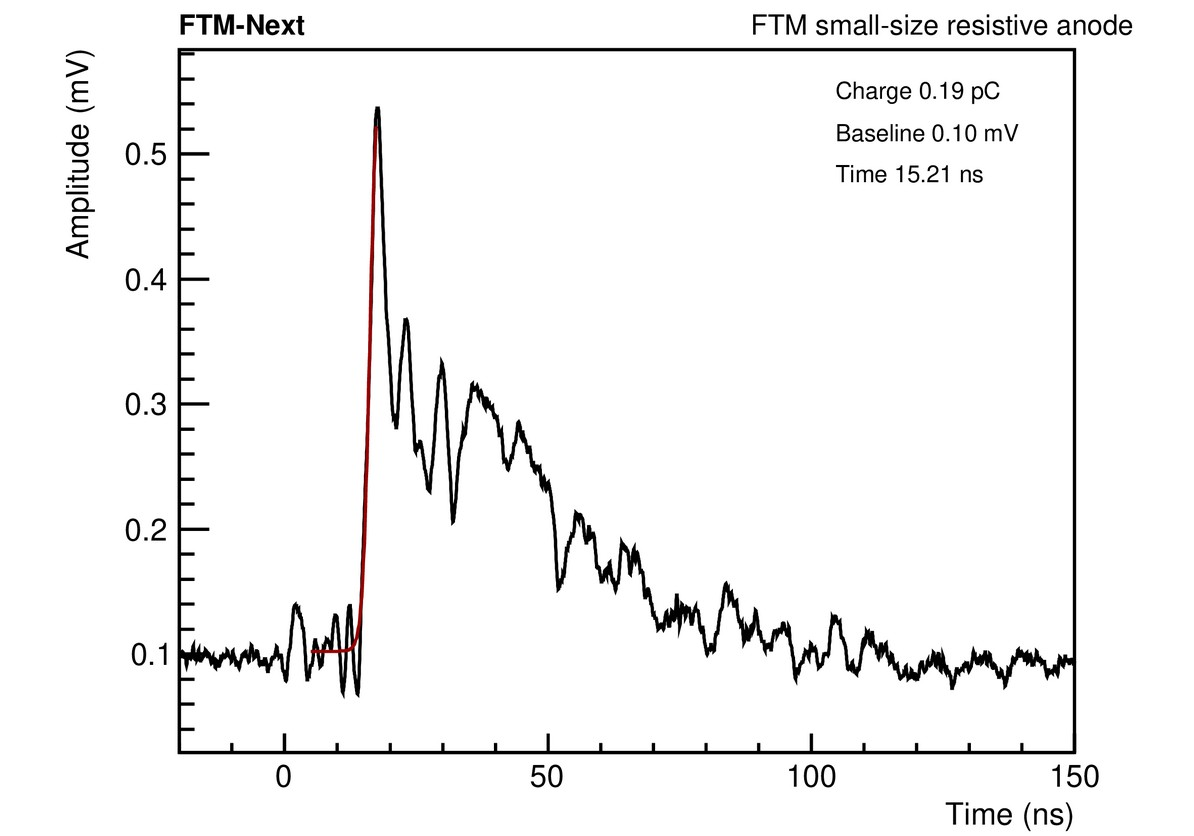 FTM-Next FTM small-size resistive anode
Amplitude (mV)
Charge 0.19 pC
Baseline 0.10 mV
Time 15.21 ns
0.5
0.4
0.3
0.2
0.1
0 50 100 150
Time (ns)